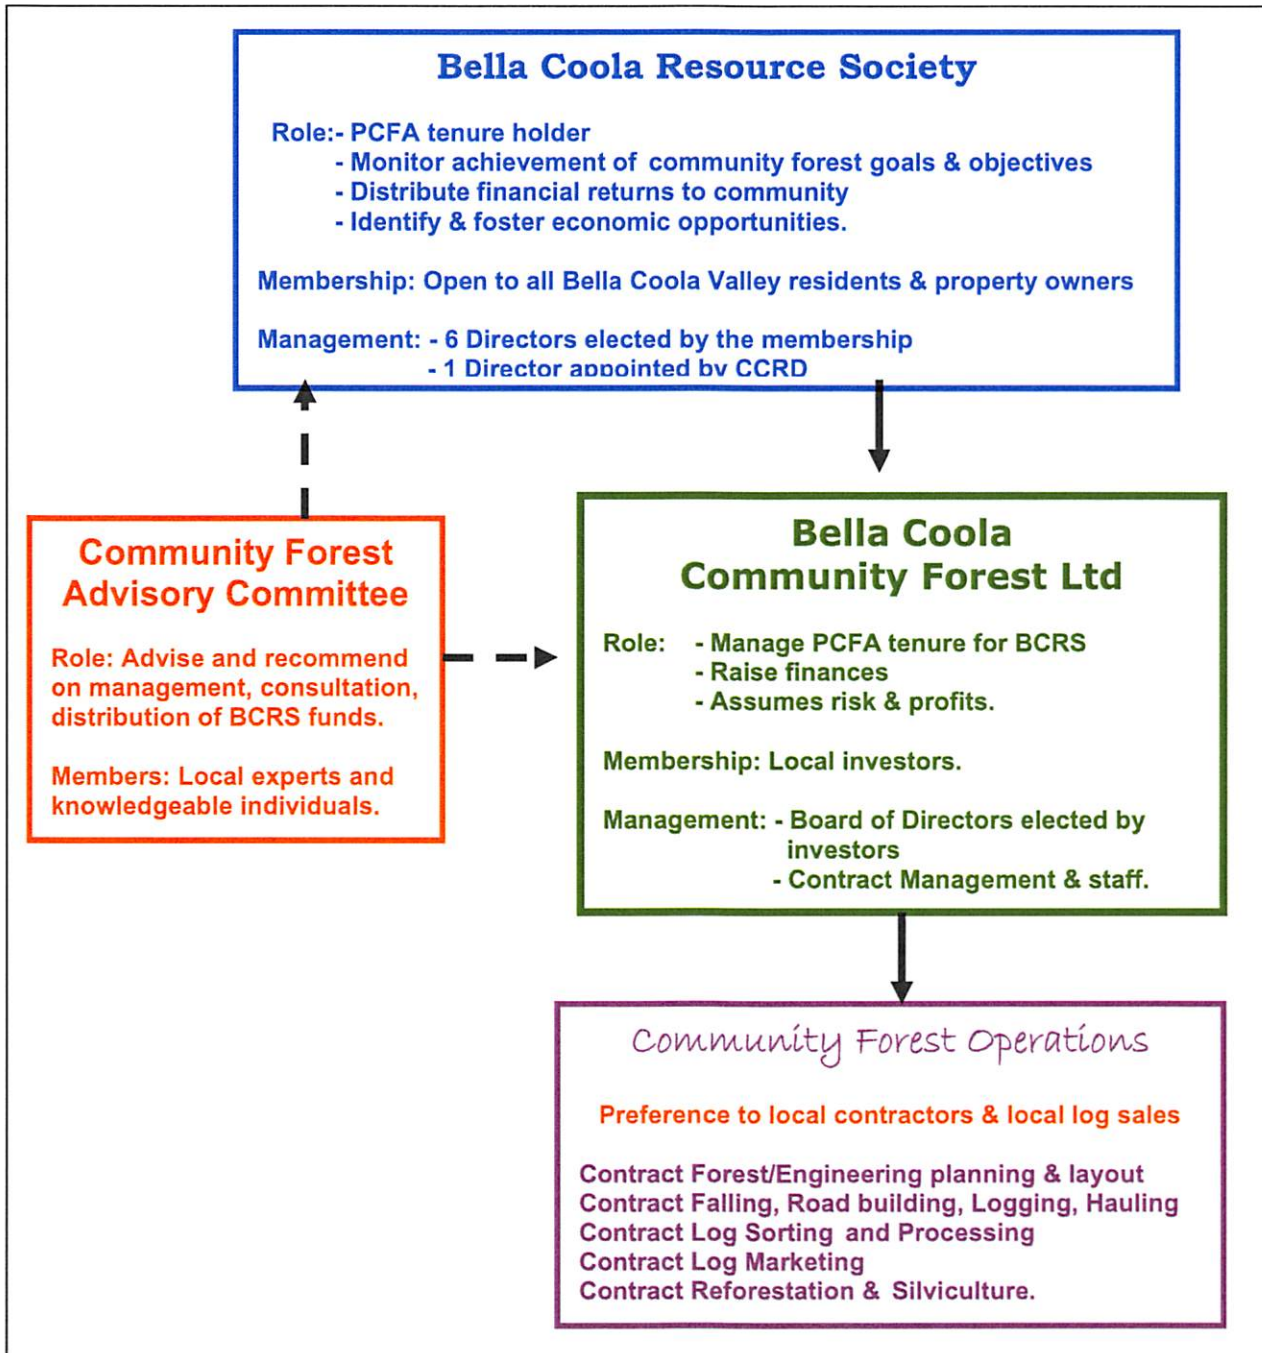 Bella Coola Resource Society
Role:- PCFA tenure holder
- Monitor achievement of community forest goals & objectives
- Distribute financial returns to community
- Identify & foster economic opportunities.
Membership: Open to all Bella Coola Valley residents & property owners
Management: - 6 Directors elected by the membership
- 1 Director appointed by CCRD
Community Forest
Advisory Committee
Role: Advise and recommend
on management, consultation,
distribution of BCRS funds.
Members: Local experts and
knowledgeable individuals.
Bella Coola
Community Forest Ltd
Role: - Manage PCFA tenure for BCRS
- Raise finances
- Assumes risk & profits.
Membership: Local investors.
Management: - Board of Directors elected by
investors
- Contract Management & staff.
Community Forest Operations
Preference to local contractors & local log sales
Contract Forest/Engineering planning & layout
Contract Falling, Road building, Logging, Hauling
Contract Log Sorting and Processing
Contract Log Marketing
Contract Reforestation & Silviculture.